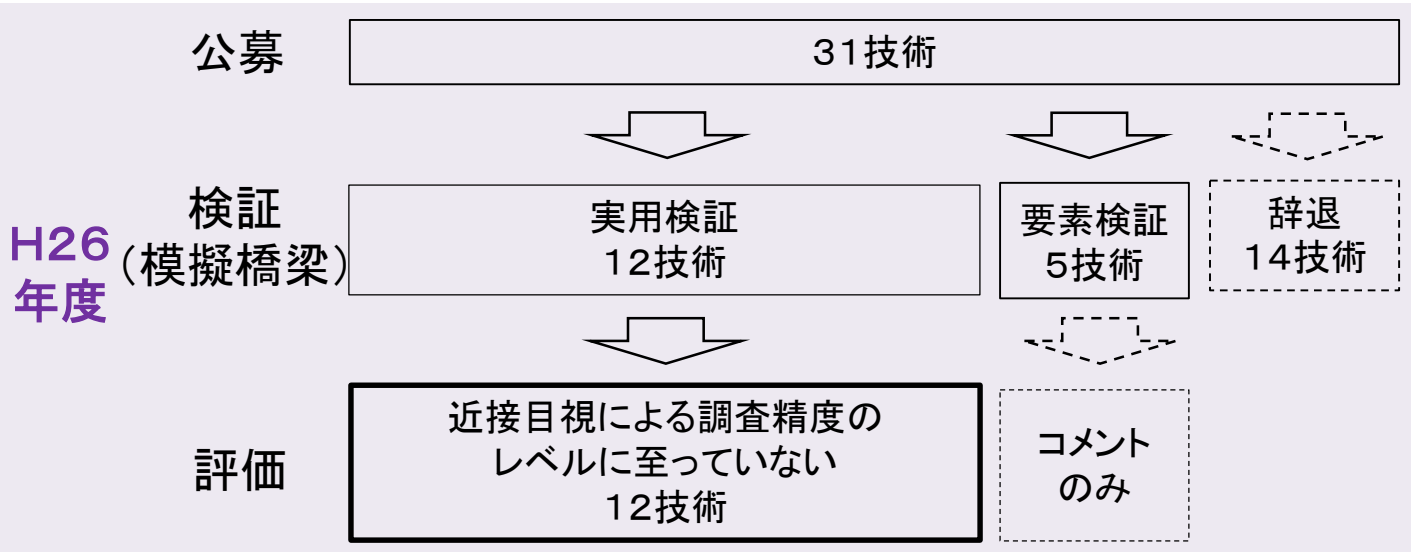 公募
31技術
H26
年度
検証
(模擬橋梁)
実用検証
12技術
要素検証
5技術
辞退
14技術
評価
近接目視による調査精度の
レベルに至っていない
12技術
コメント
のみ